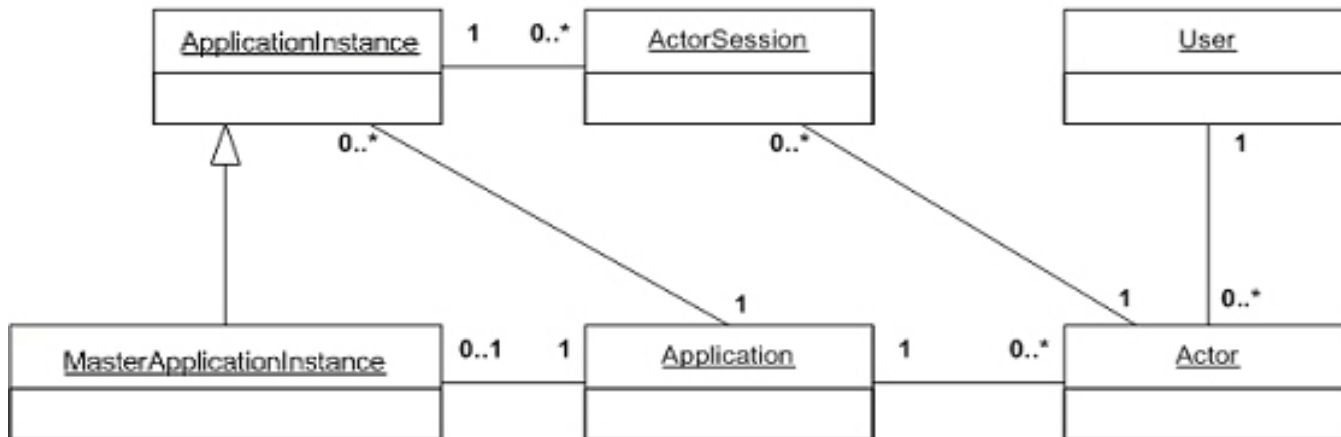 ApplicationInstance
1 0..*
ActorSession
User
0..*
0..*
1
1
1
0..*
MasterApplicationInstance
0..1 1
Application
1 0..*
Actor